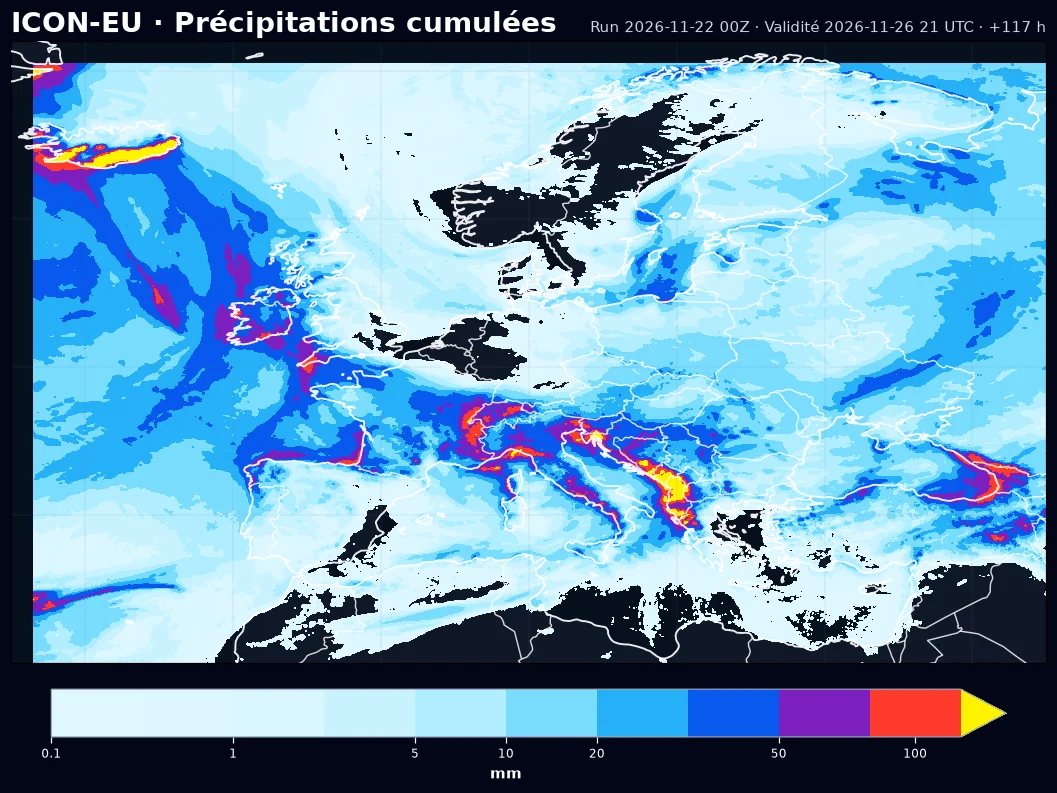 ICON-EU · Précipitations cumulées
Run 2026-11-22 00Z · Validité 2026-11-26 21 UTC · +117 h
0.1 1 5 10 20 50 100
mm